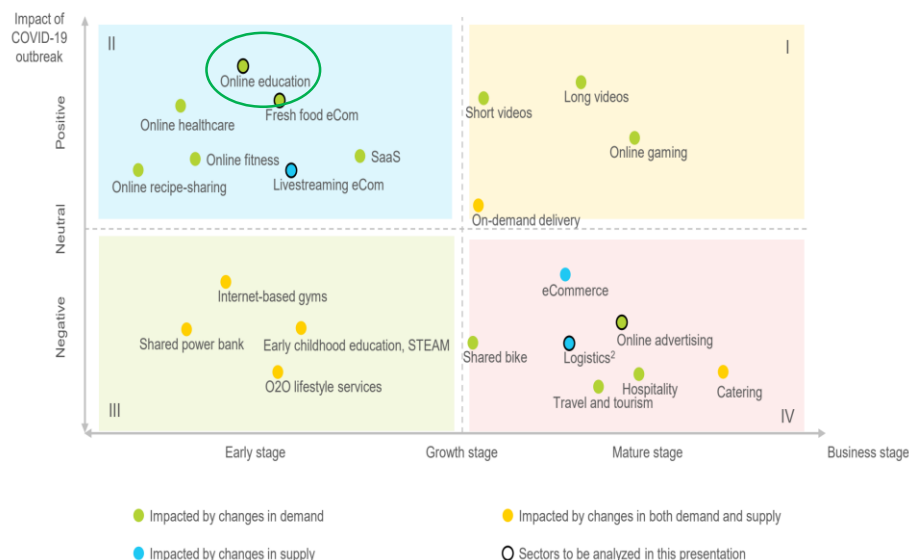 Impact of
COVID-19
outbreak
Positive
Neutral
Negative
II
Online education
Fresh food eCom
Online healthcare
Online fitness
SaaS
Online recipe-sharing
Livestreaming eCom
I
Long videos
Short videos
Online gaming
On-demand delivery
Internet-based gyms
Shared power bank
Early childhood education, STEAM
O2O lifestyle services
III
eCommerce
Online advertising
Shared bike
Logistics²
Hospitality
Travel and tourism
Catering
IV
Early stage
Growth stage
Mature stage
Business stage
Impacted by changes in demand
Impacted by changes in both demand and supply
Impacted by changes in supply
Sectors to be analyzed in this presentation